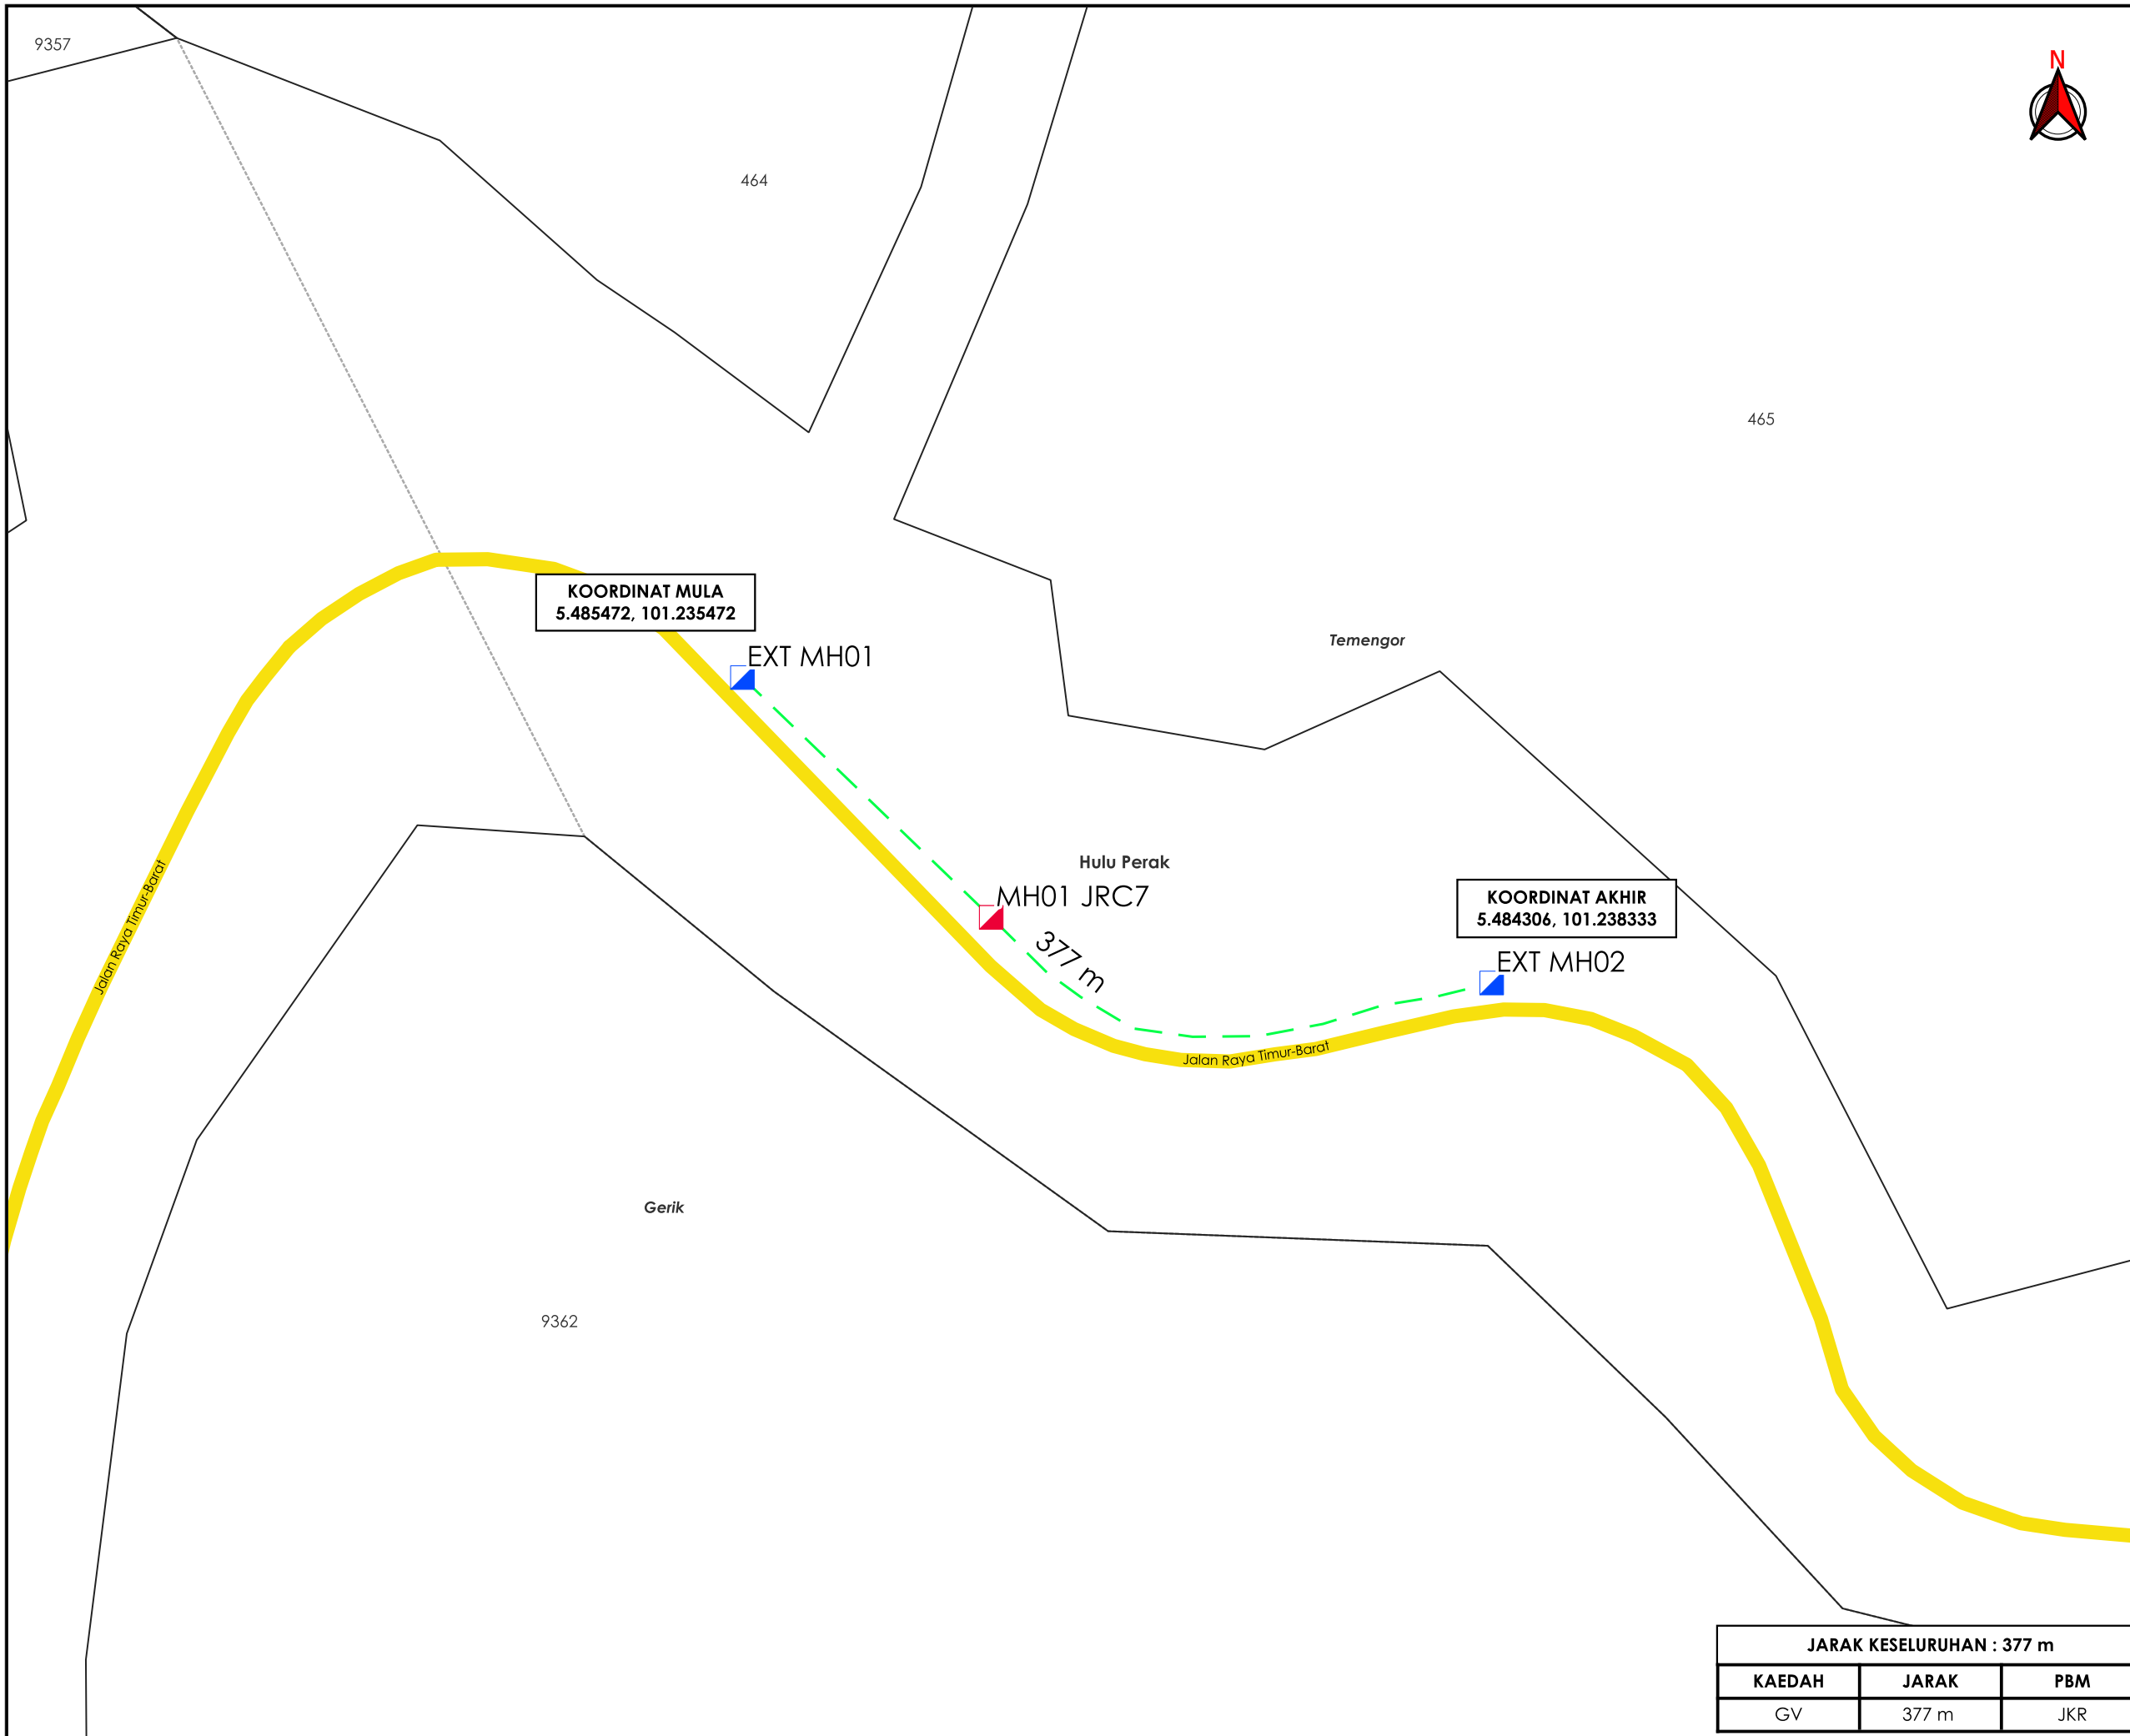 9357
N
464
465
KOORDINAT MULA
5.485472, 101.235472
Temengor
EXT MH01
Hulu Perak
MH01 JRC7
KOORDINAT AKHIR
5.484306, 101.238333
Jalan Raya Timur-Barat
377 m
EXT MH02
Jalan Raya Timur-Barat
Gerik
9362
JARAK KESELURUHAN : 377 m
KAEDAH JARAK PBM
GV 377 m JKR